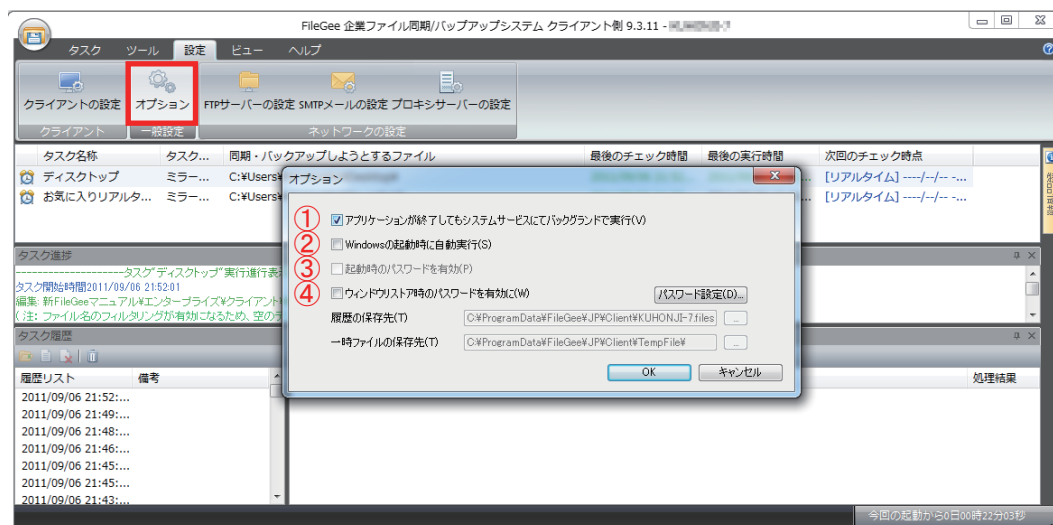 FileGee 企業ファイル同期/バップアップシステム クライアント側 9.3.11 -
タスク ツール 設定 ビュー ヘルプ
クライアントの設定 オプション FTPサーバーの設定 SMTPメールの設定 プロキシサーバーの設定
クライアント 一般設定 ネットワークの設定
タスク名称 タスク... 同期・バックアップしようとするファイル 最後のチェック時間 最後の実行時間 次回のチェック時点
ディスクトップ ミラー... C:¥Users¥ [リアルタイム] ----/--/-- -...
お気に入りリアルタ... ミラー... C:¥Users¥ [リアルタイム] ----/--/-- -...
オプション
① アプリケーションが終了してもシステムサービスにてバックグランドで実行(V)
② Windowsの起動時に自動実行(S)
③ 起動時のパスワードを有効(P)
④ ウィンドウリストア時のパスワードを有効に(W) パスワード設定(D)...
履歴の保存先(T) C:¥ProgramData¥FileGee¥JP¥Client¥KUHONJI-7.files ...
一時ファイルの保存先(T) C:¥ProgramData¥FileGee¥JP¥Client¥TempFile¥ ...
OK キャンセル
タスク進捗
--------------------タスク"ディスクトップ"実行進行表
タスク開始時間2011/09/06 21:52:01
編集: 新FileGeeマニュアル¥エンタープライズ¥クライアント
(注: ファイル名のフィルタリングが有効になるため、空の
タスク履歴
履歴リスト 備考 処理結果
2011/09/06 21:52:...
2011/09/06 21:49:...
2011/09/06 21:48:...
2011/09/06 21:46:...
2011/09/06 21:45:...
2011/09/06 21:45:...
2011/09/06 21:43:...
今回の起動から0日00時22分03秒